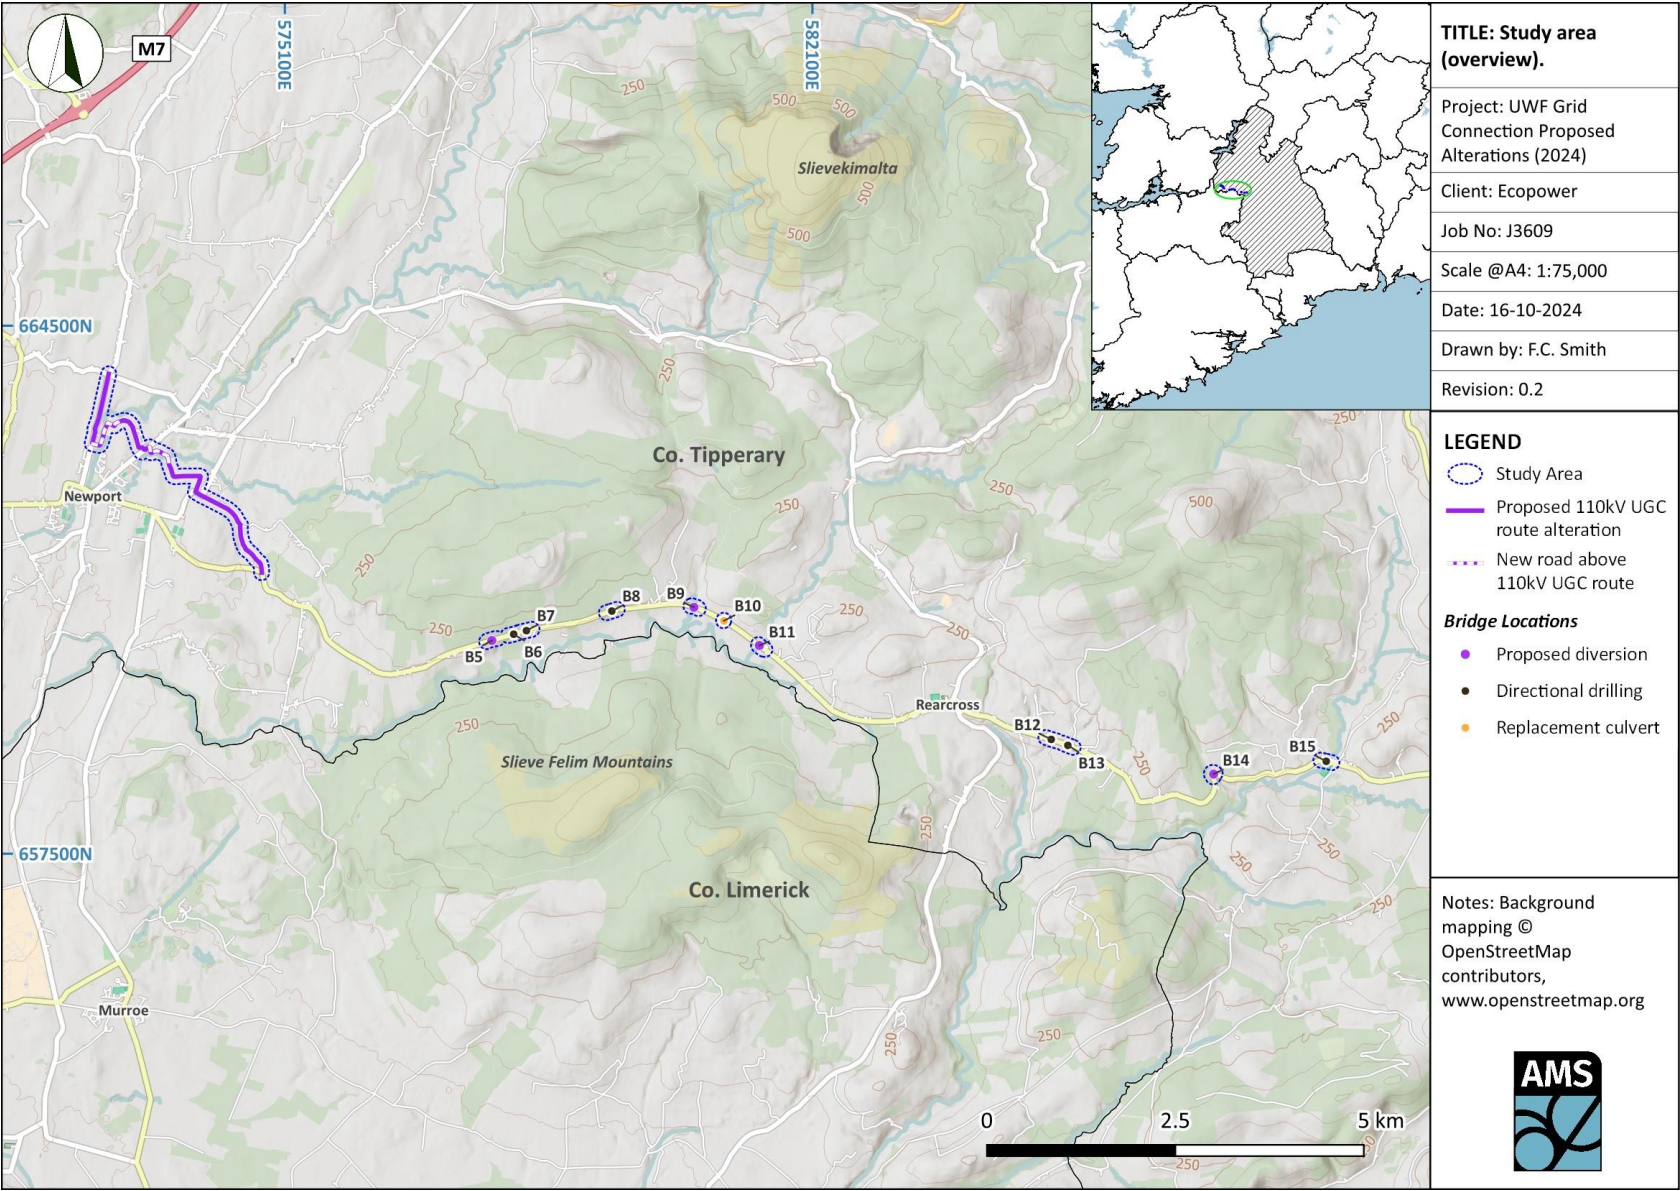 M7
575100E
582100E
250
500
500
Slievekimalta
500
500
664500N
250
250
Co. Tipperary
250
250
500
Newport
250
250
250
250
B5
B6
B7
B8
B9
B10
B11
250
Rearcross
B12
B13
250
B14
B15
250
Slieve Felim Mountains
250
250
250
250
657500N
Co. Limerick
250
250
250
Murroe
0
2.5
5 km
250
TITLE: Study area
(overview).
Project: UWF Grid
Connection Proposed
Alterations (2024)
Client: Ecopower
Job No: J3609
Scale @A4: 1:75,000
Date: 16-10-2024
Drawn by: F.C. Smith
Revision: 0.2
LEGEND
Study Area
Proposed 110kV UGC
route alteration
New road above
110kV UGC route
Bridge Locations
Proposed diversion
Directional drilling
Replacement culvert
Notes: Background
mapping ©
OpenStreetMap
contributors,
www.openstreetmap.org
AMS